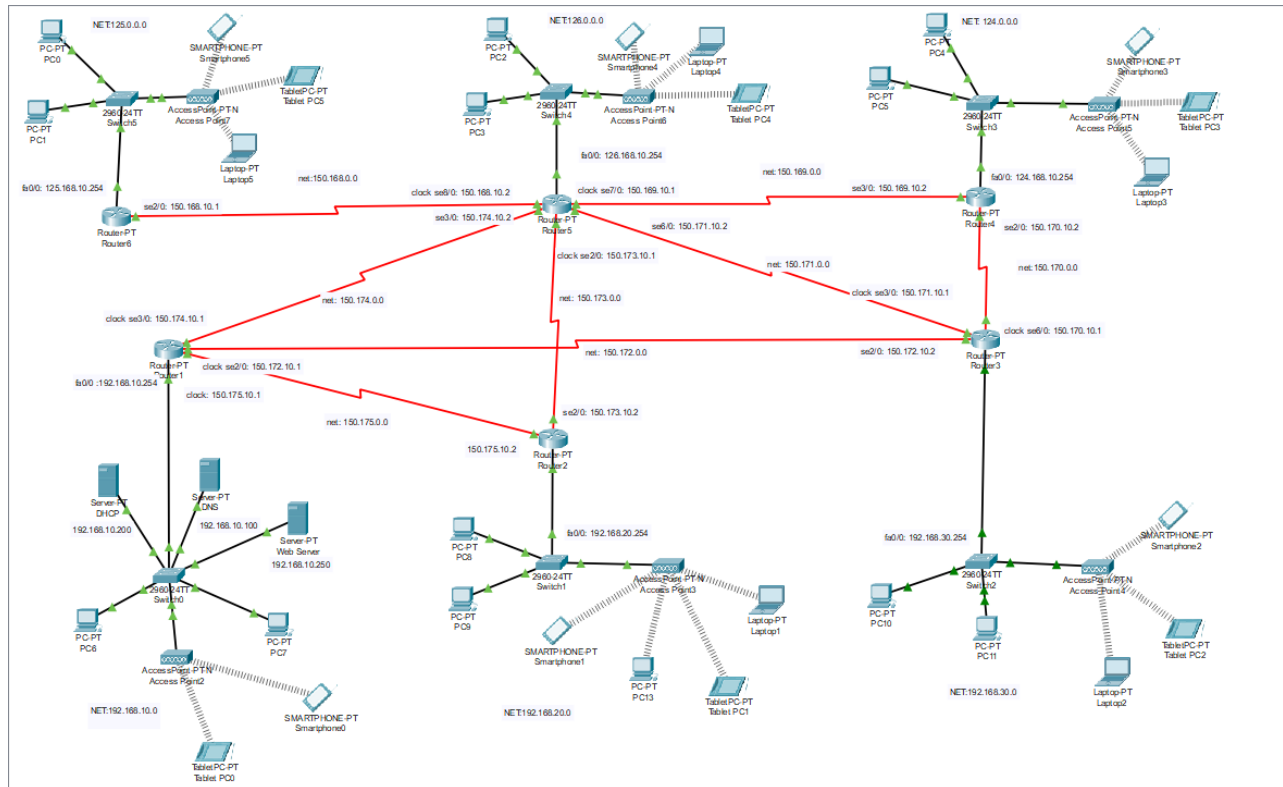 NET:125.0.0.0
PC-PT
PC0
SMARTPHONE-PT
Smartphone5
TabletPC-PT
Tablet PC5
PC-PT
PC1
2960-24TT
Switch5
AccessPoint-PT-N
Access Point7
Laptop-PT
Laptop5
fa0/0: 125.168.10.254
se2/0: 150.168.10.1
Router-PT
Router6
net:150.168.0.0
NET:126.0.0.0
PC-PT
PC2
SMARTPHONE-PT
Smartphone4
Laptop-PT
Laptop4
PC-PT
PC3
2960-24TT
Switch4
AccessPoint-PT-N
Access Point6
TabletPC-PT
Tablet PC4
fa0/0: 126.168.10.254
clock se8/0: 150.168.10.2
clock se7/0: 150.169.10.1
se3/0: 150.174.10.2
Router-PT
Router5
se6/0: 150.171.10.2
clock se2/0: 150.173.10.1
net:150.169.0.0
NET: 124.0.0.0
PC-PT
PC4
SMARTPHONE-PT
Smartphone3
PC-PT
PC5
2960-24TT
Switch3
AccessPoint-PT-N
Access Point5
TabletPC-PT
Tablet PC3
Laptop-PT
Laptop3
fa0/0: 124.168.10.254
se3/0: 150.169.10.2
Router-PT
Router4
se2/0: 150.170.10.2
net:150.170.0.0
net: 150.171.0.0
net: 150.174.0.0
net: 150.173.0.0
clock se3/0: 150.171.10.1
clock se3/0: 150.174.10.1
clock se6/0: 150.170.10.1
Router-PT
Router1
net: 150.172.0.0
se2/0: 150.172.10.2
Router-PT
Router3
clock se2/0: 150.172.10.1
fa0/0 :192.168.10.254
clock: 150.175.10.1
net: 150.175.0.0
se2/0: 150.173.10.2
150.175.10.2
Router-PT
Router2
Server-PT
DHCP
Server-PT
DNS
192.168.10.200
192.168.10.100
Server-PT
Web Server
192.168.10.250
2960-24TT
Switch0
PC-PT
PC6
PC-PT
PC7
AccessPoint-PT-N
Access Point2
NET:192.168.10.0
SMARTPHONE-PT
Smartphone0
TabletPC-PT
Tablet PC0
fa0/0: 192.168.20.254
PC-PT
PC8
2960-24TT
Switch1
AccessPoint-PT-N
Access Point3
PC-PT
PC9
Laptop-PT
Laptop1
SMARTPHONE-PT
Smartphone1
PC-PT
PC13
TabletPC-PT
Tablet PC1
NET:192.168.20.0
fa0/0: 192.168.30.254
SMARTPHONE-PT
Smartphone2
2960-24TT
Switch2
AccessPoint-PT-N
Access Point4
PC-PT
PC10
PC-PT
PC11
TabletPC-PT
Tablet PC2
Laptop-PT
Laptop2
NET:192.168.30.0